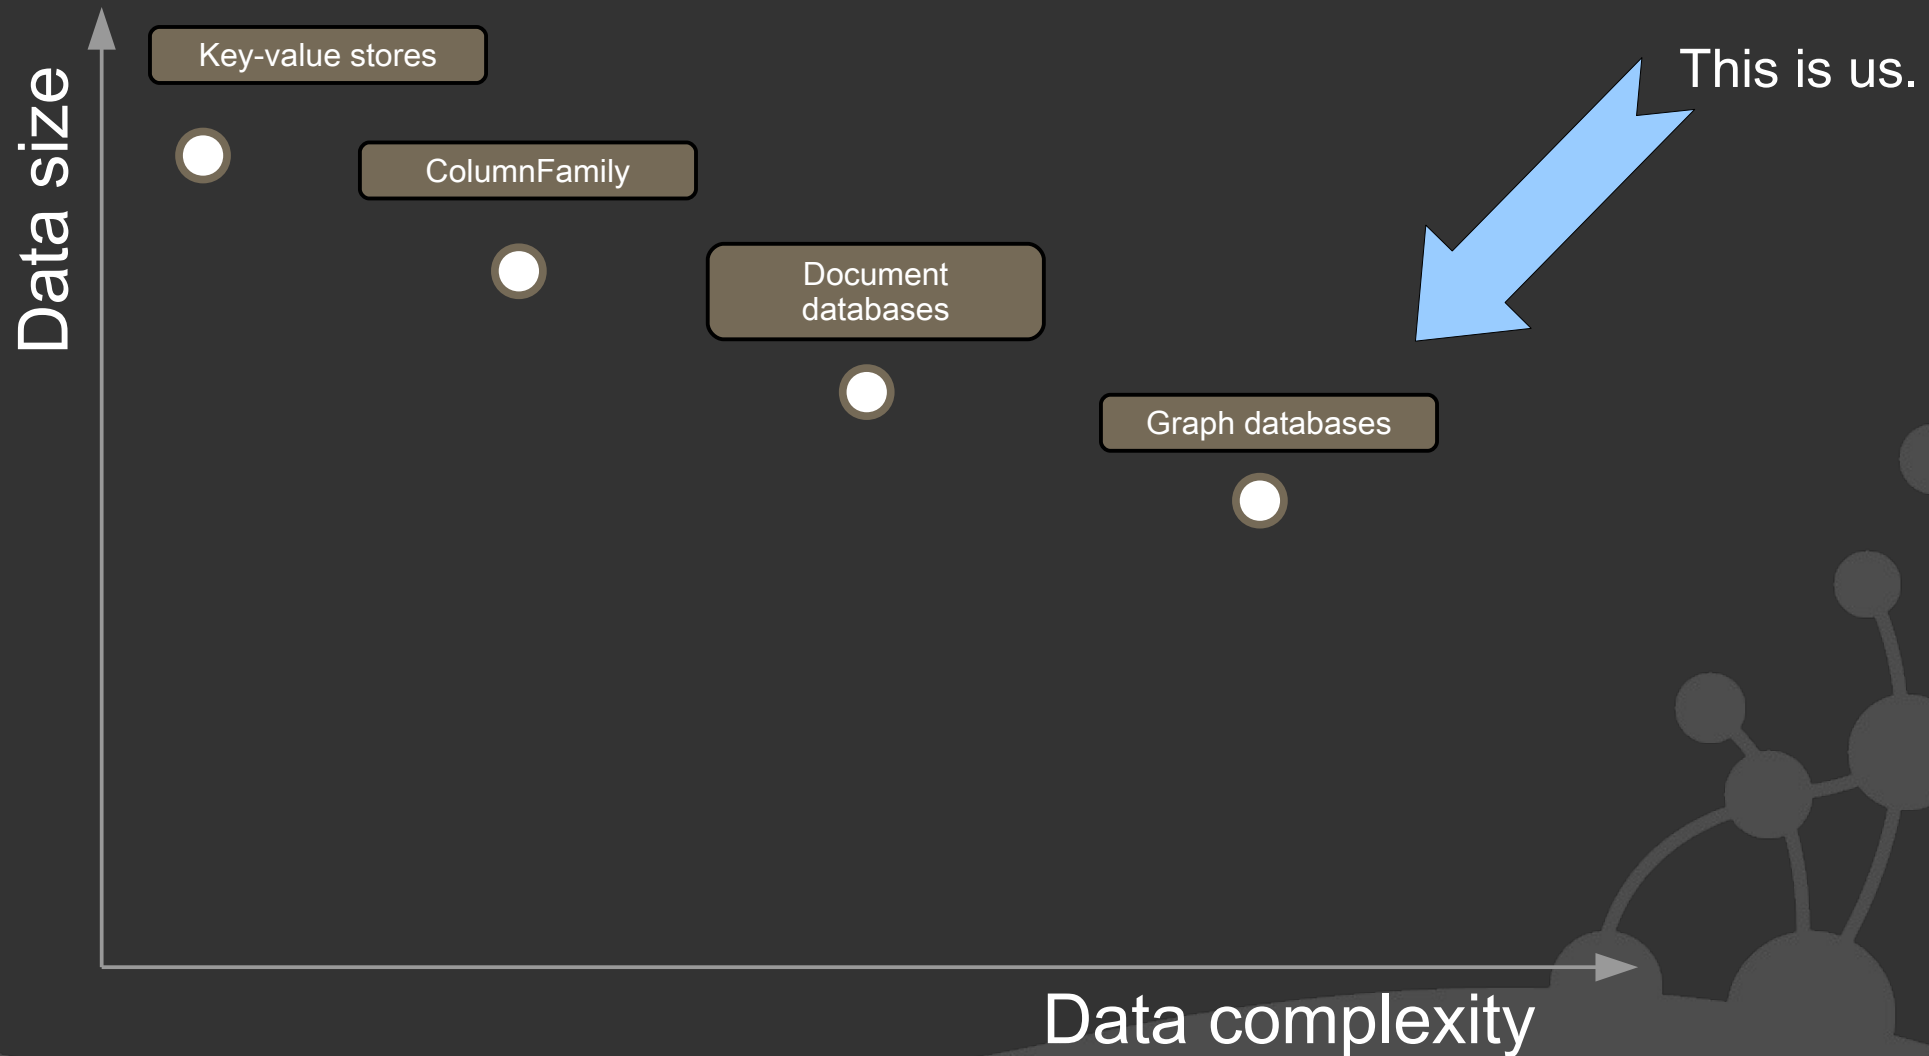 Key-value stores
This is us.
Data size
ColumnFamily
Document
databases
Graph databases
Data complexity